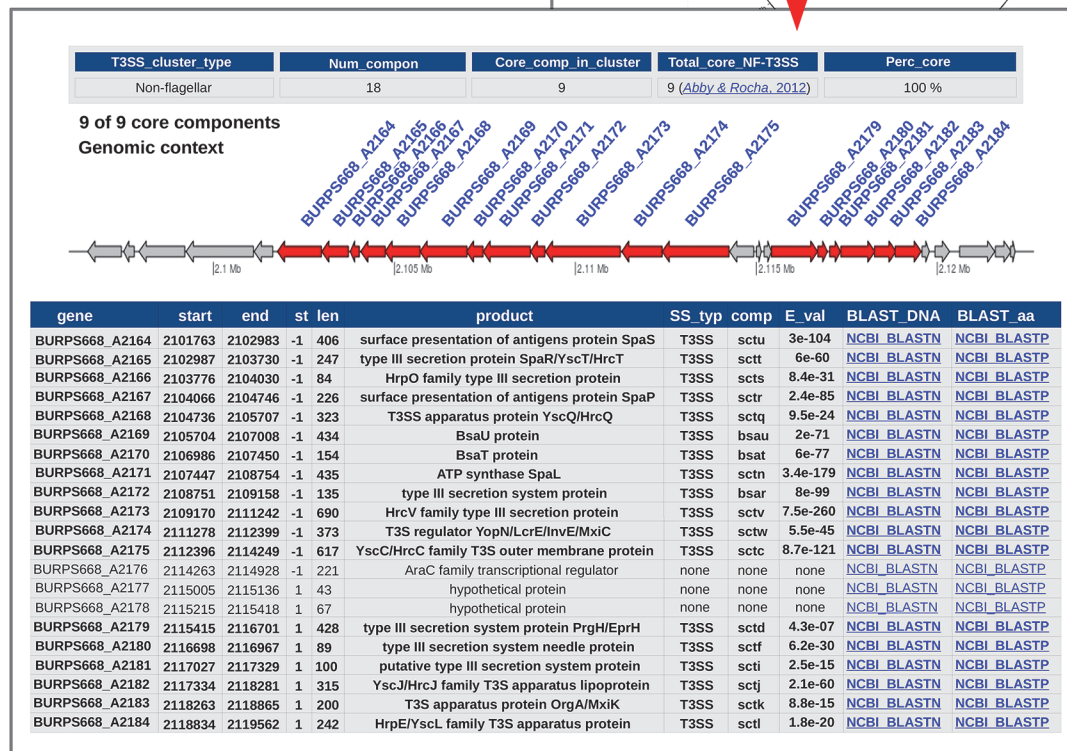 T3SS_cluster_type Num_compon Core_comp_in_cluster Total_core_NF-T3SS Perc_core
Non-flagellar 18 9 9 (Abby & Rocha, 2012) 100 %
9 of 9 core components
Genomic context
BURPS668_A2164 BURPS668_A2165 BURPS668_A2166 BURPS668_A2167 BURPS668_A2168 BURPS668_A2169 BURPS668_A2170 BURPS668_A2171 BURPS668_A2172 BURPS668_A2173 BURPS668_A2174 BURPS668_A2175 BURPS668_A2179 BURPS668_A2180 BURPS668_A2181 BURPS668_A2182 BURPS668_A2183 BURPS668_A2184
2.1 Mb 2.105 Mb 2.11 Mb 2.115 Mb 2.12 Mb
gene start end st len product SS_typ comp E_val BLAST_DNA BLAST_aa
BURPS668_A2164 2101763 2102983 -1 406 surface presentation of antigens protein SpaS T3SS sctu 3e-104 NCBI_BLASTN NCBI_BLASTP
BURPS668_A2165 2102987 2103730 -1 247 type III secretion protein SpaR/YscT/HrcT T3SS sctt 6e-60 NCBI_BLASTN NCBI_BLASTP
BURPS668_A2166 2103776 2104030 -1 84 HrpO family type III secretion protein T3SS scts 8.4e-31 NCBI_BLASTN NCBI_BLASTP
BURPS668_A2167 2104066 2104746 -1 226 surface presentation of antigens protein SpaP T3SS sctr 2.4e-85 NCBI_BLASTN NCBI_BLASTP
BURPS668_A2168 2104736 2105707 -1 323 T3SS apparatus protein YscQ/HrcQ T3SS sctq 9.5e-24 NCBI_BLASTN NCBI_BLASTP
BURPS668_A2169 2105704 2107008 -1 434 BsaU protein T3SS bsau 2e-71 NCBI_BLASTN NCBI_BLASTP
BURPS668_A2170 2106986 2107450 -1 154 BsaT protein T3SS bsat 6e-77 NCBI_BLASTN NCBI_BLASTP
BURPS668_A2171 2107447 2108754 -1 435 ATP synthase SpaL T3SS sctn 3.4e-179 NCBI_BLASTN NCBI_BLASTP
BURPS668_A2172 2108751 2109158 -1 135 type III secretion system protein T3SS bsar 8e-99 NCBI_BLASTN NCBI_BLASTP
BURPS668_A2173 2109170 2111242 -1 690 HrcV family type III secretion protein T3SS sctv 7.5e-260 NCBI_BLASTN NCBI_BLASTP
BURPS668_A2174 2111278 2112399 -1 373 T3S regulator YopN/LcrE/InvE/MxiC T3SS sctw 5.5e-45 NCBI_BLASTN NCBI_BLASTP
BURPS668_A2175 2112396 2114249 -1 617 YscC/HrcC family T3S outer membrane protein T3SS sctc 8.7e-121 NCBI_BLASTN NCBI_BLASTP
BURPS668_A2176 2114263 2114928 -1 221 AraC family transcriptional regulator none none none NCBI_BLASTN NCBI_BLASTP
BURPS668_A2177 2115005 2115136 1 43 hypothetical protein none none none NCBI_BLASTN NCBI_BLASTP
BURPS668_A2178 2115215 2115418 1 67 hypothetical protein none none none NCBI_BLASTN NCBI_BLASTP
BURPS668_A2179 2115415 2116701 1 428 type III secretion system protein PrgH/EprH T3SS sctd 4.3e-07 NCBI_BLASTN NCBI_BLASTP
BURPS668_A2180 2116698 2116967 1 89 type III secretion system needle protein T3SS sctf 6.2e-30 NCBI_BLASTN NCBI_BLASTP
BURPS668_A2181 2117027 2117329 1 100 putative type III secretion system protein T3SS scti 2.5e-15 NCBI_BLASTN NCBI_BLASTP
BURPS668_A2182 2117334 2118281 1 315 YscJ/HrcJ family T3S apparatus lipoprotein T3SS sctj 2.1e-60 NCBI_BLASTN NCBI_BLASTP
BURPS668_A2183 2118263 2118865 1 200 T3S apparatus protein OrgA/MxiK T3SS sctk 8.8e-15 NCBI_BLASTN NCBI_BLASTP
BURPS668_A2184 2118834 2119562 1 242 HrpE/YscL family T3S apparatus protein T3SS sctl 1.8e-20 NCBI_BLASTN NCBI_BLASTP